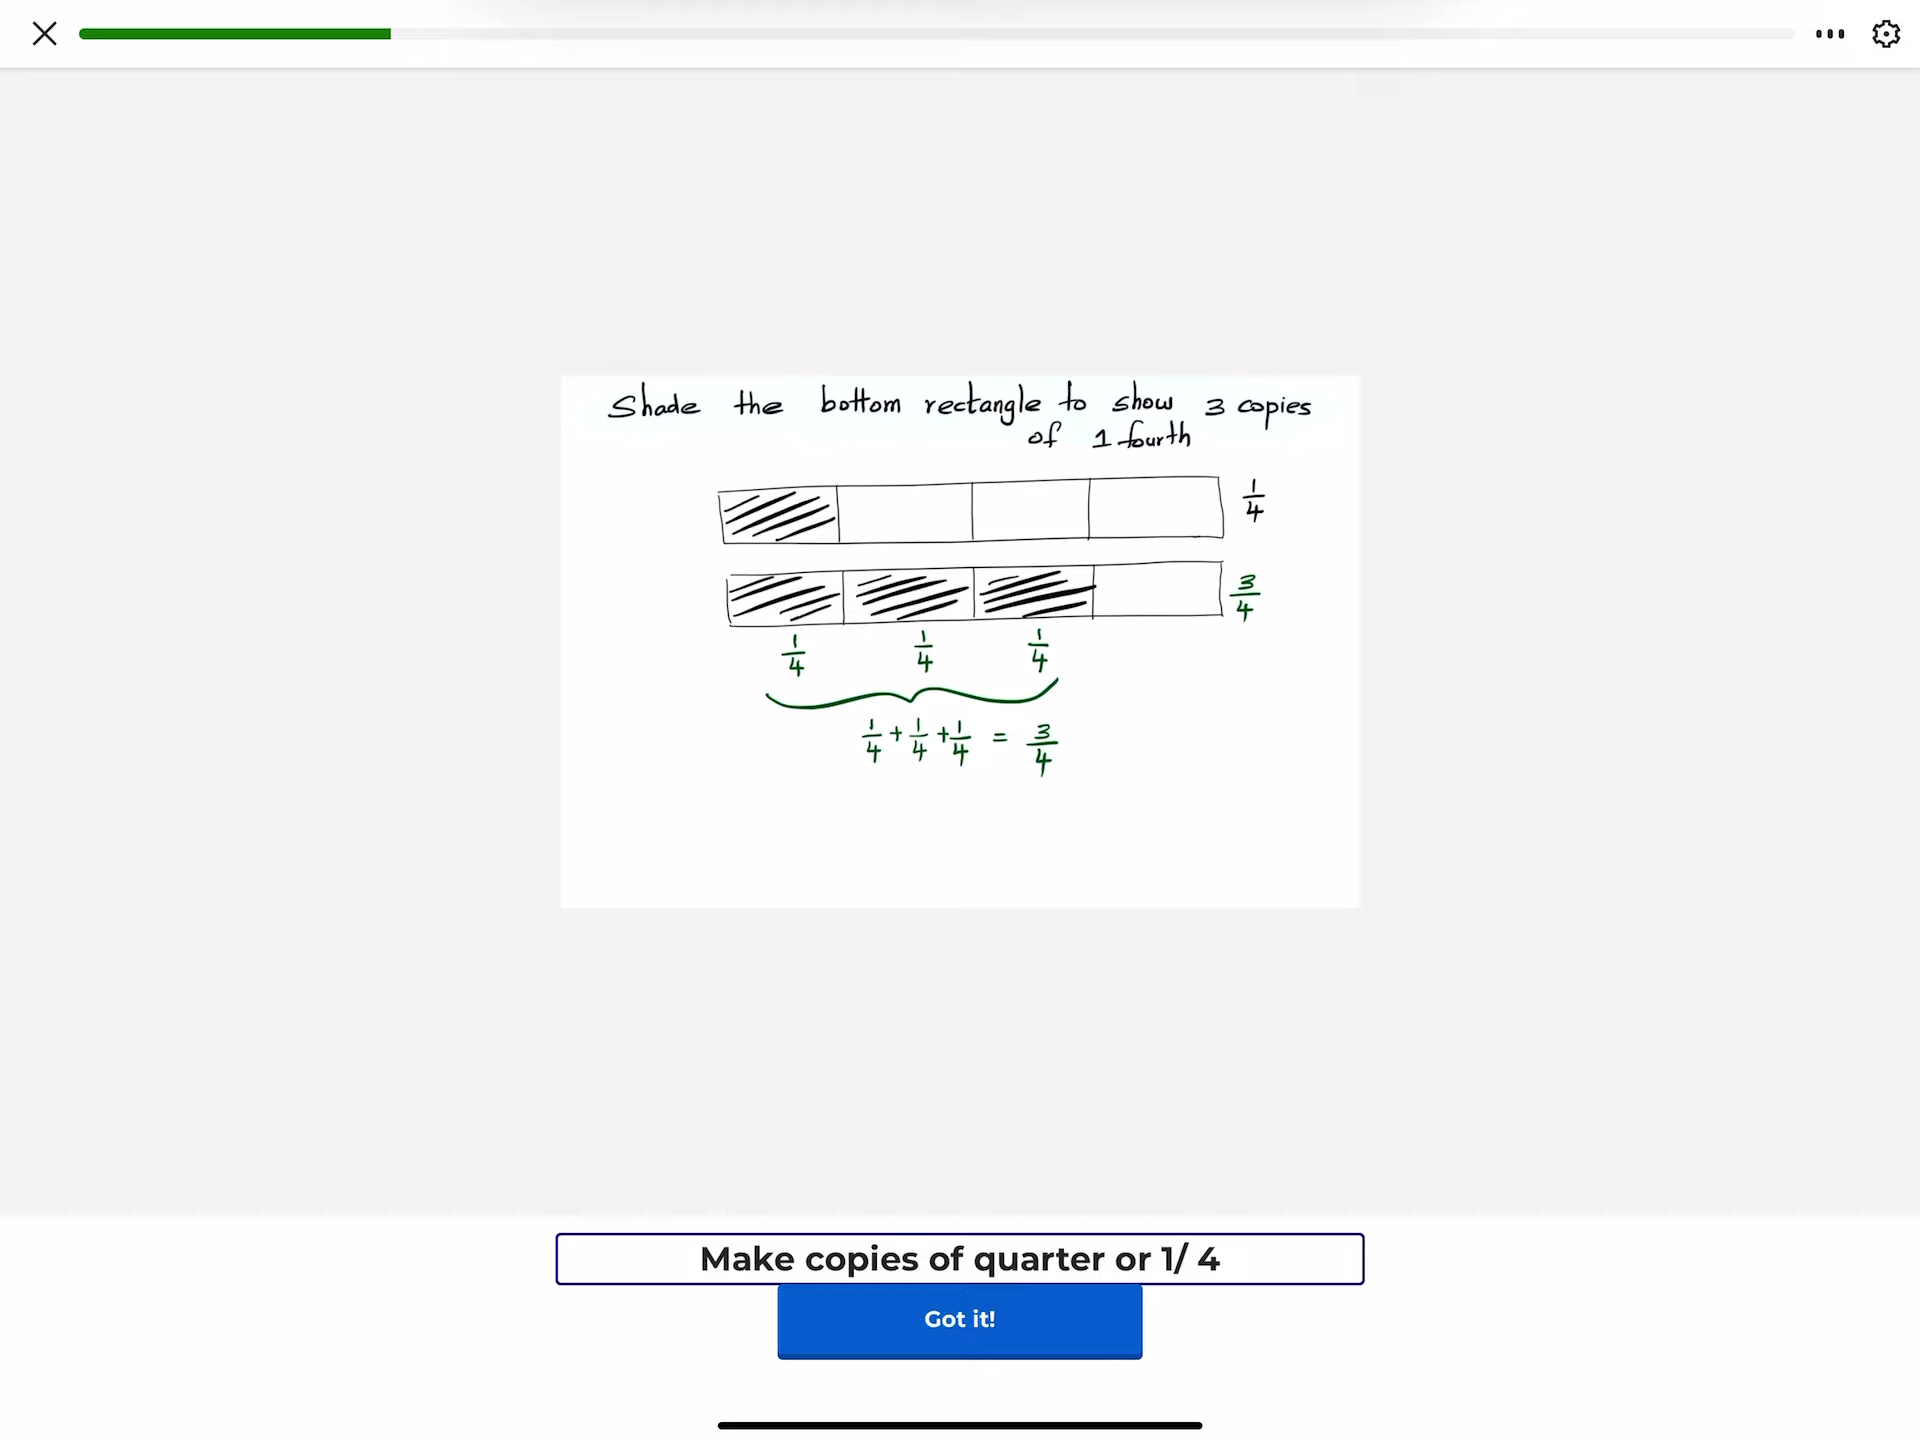 Shade the bottom rectangle to show 3 copies
of 1 fourth
1/4
3/4
1/4 1/4 1/4
1/4 + 1/4 + 1/4 = 3/4
Make copies of quarter or 1/ 4
Got it!